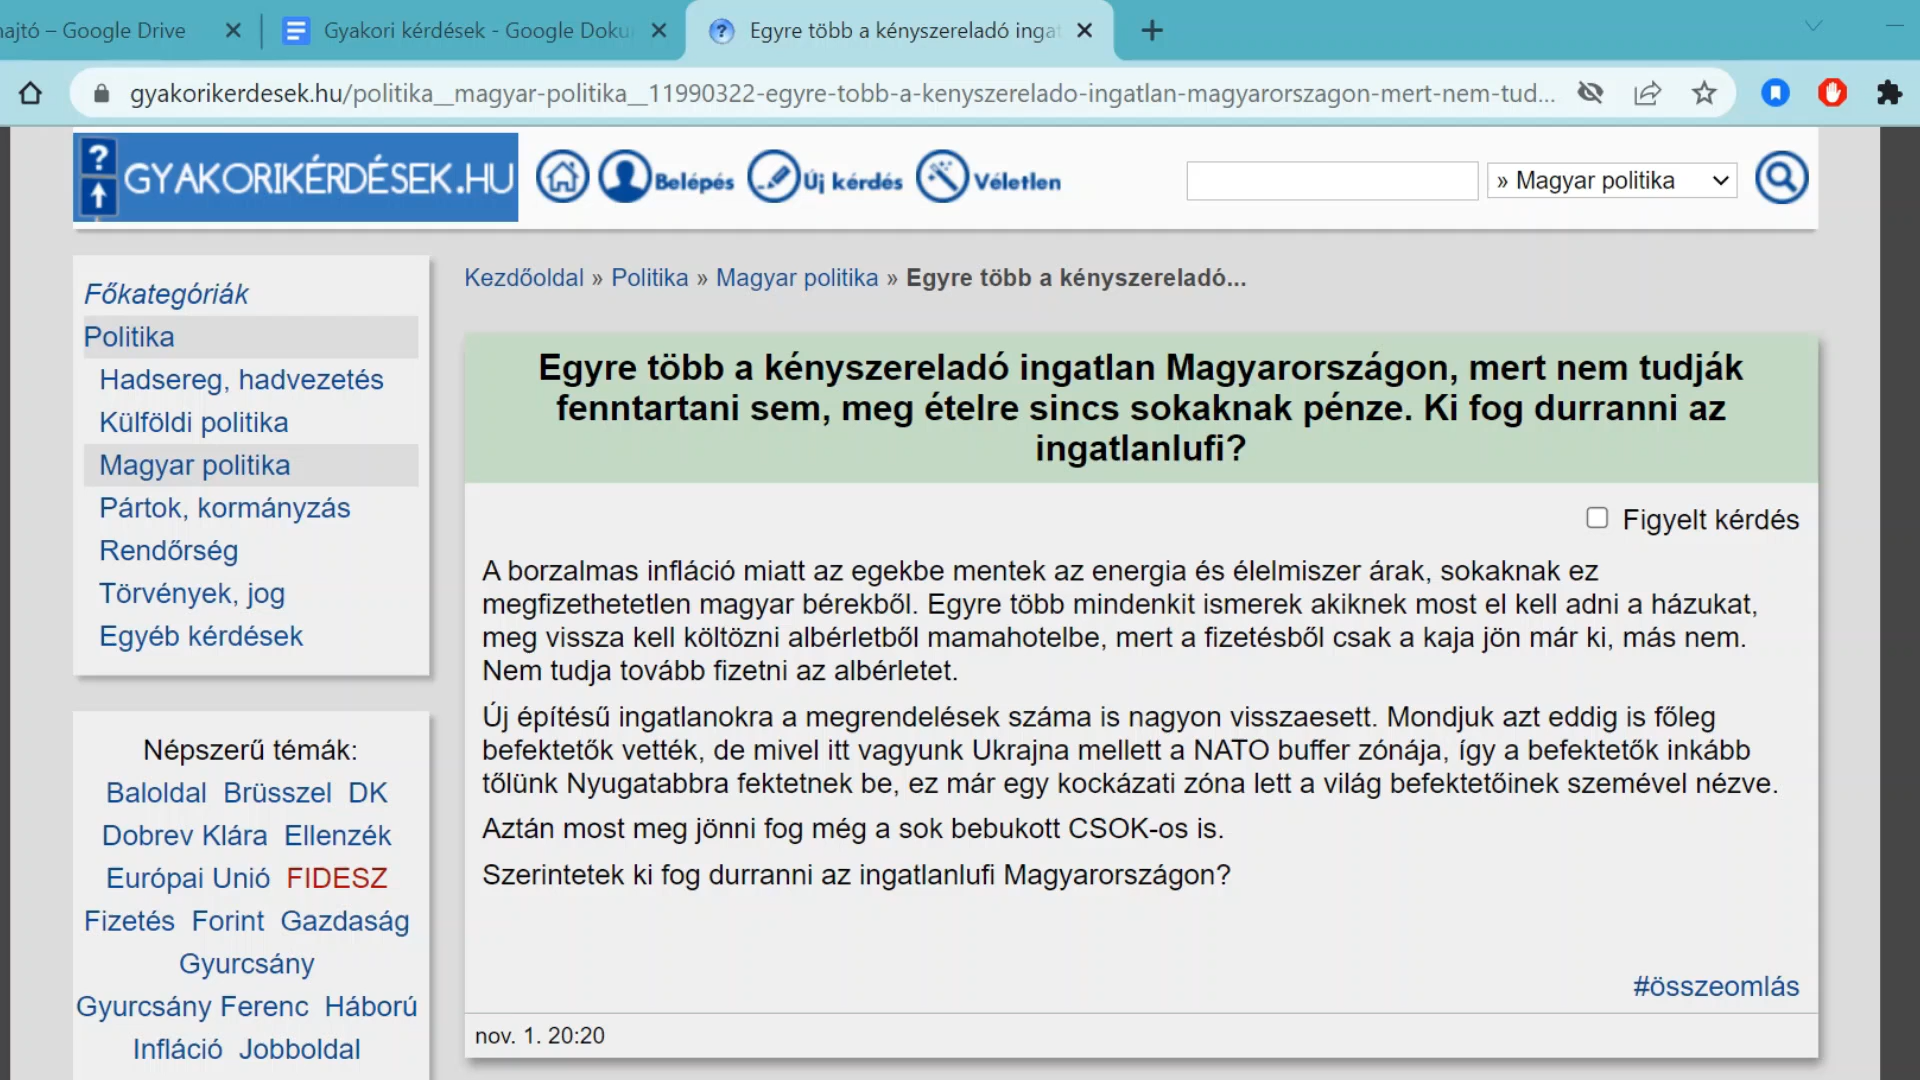 ajtó – Google Drive
Gyakori kérdések - Google Doku
Egyre több a kényszereladó inga
gyakorikerdesek.hu/politika__magyar-politika__11990322-egyre-tobb-a-kenyszerelado-ingatlan-magyarorszagon-mert-nem-tud...
GYAKORIKÉRDÉSEK.HU
Belépés
Új kérdés
Véletlen
» Magyar politika
Kezdőoldal » Politika » Magyar politika » Egyre több a kényszereladó...
Főkategóriák
Politika
Hadsereg, hadvezetés
Külföldi politika
Magyar politika
Pártok, kormányzás
Rendőrség
Törvények, jog
Egyéb kérdések
Népszerű témák:
Baloldal Brüsszel DK
Dobrev Klára Ellenzék
Európai Unió FIDESZ
Fizetés Forint Gazdaság
Gyurcsány
Gyurcsány Ferenc Háború
Infláció Jobboldal
Egyre több a kényszereladó ingatlan Magyarországon, mert nem tudják
fenntartani sem, meg ételre sincs sokaknak pénze. Ki fog durranni az
ingatlanlufi?
Figyelt kérdés
A borzalmas infláció miatt az egekbe mentek az energia és élelmiszer árak, sokaknak ez
megfizethetetlen magyar bérekből. Egyre több mindenkit ismerek akiknek most el kell adni a házukat,
meg vissza kell költözni albérletből mamahotelbe, mert a fizetésből csak a kaja jön már ki, más nem.
Nem tudja tovább fizetni az albérletet.
Új építésű ingatlanokra a megrendelések száma is nagyon visszaesett. Mondjuk azt eddig is főleg
befektetők vették, de mivel itt vagyunk Ukrajna mellett a NATO buffer zónája, így a befektetők inkább
tőlünk Nyugatabbra fektetnek be, ez már egy kockázati zóna lett a világ befektetőinek szemével nézve.
Aztán most meg jönni fog még a sok bebukott CSOK-os is.
Szerintetek ki fog durranni az ingatlanlufi Magyarországon?
#összeomlás
nov. 1. 20:20